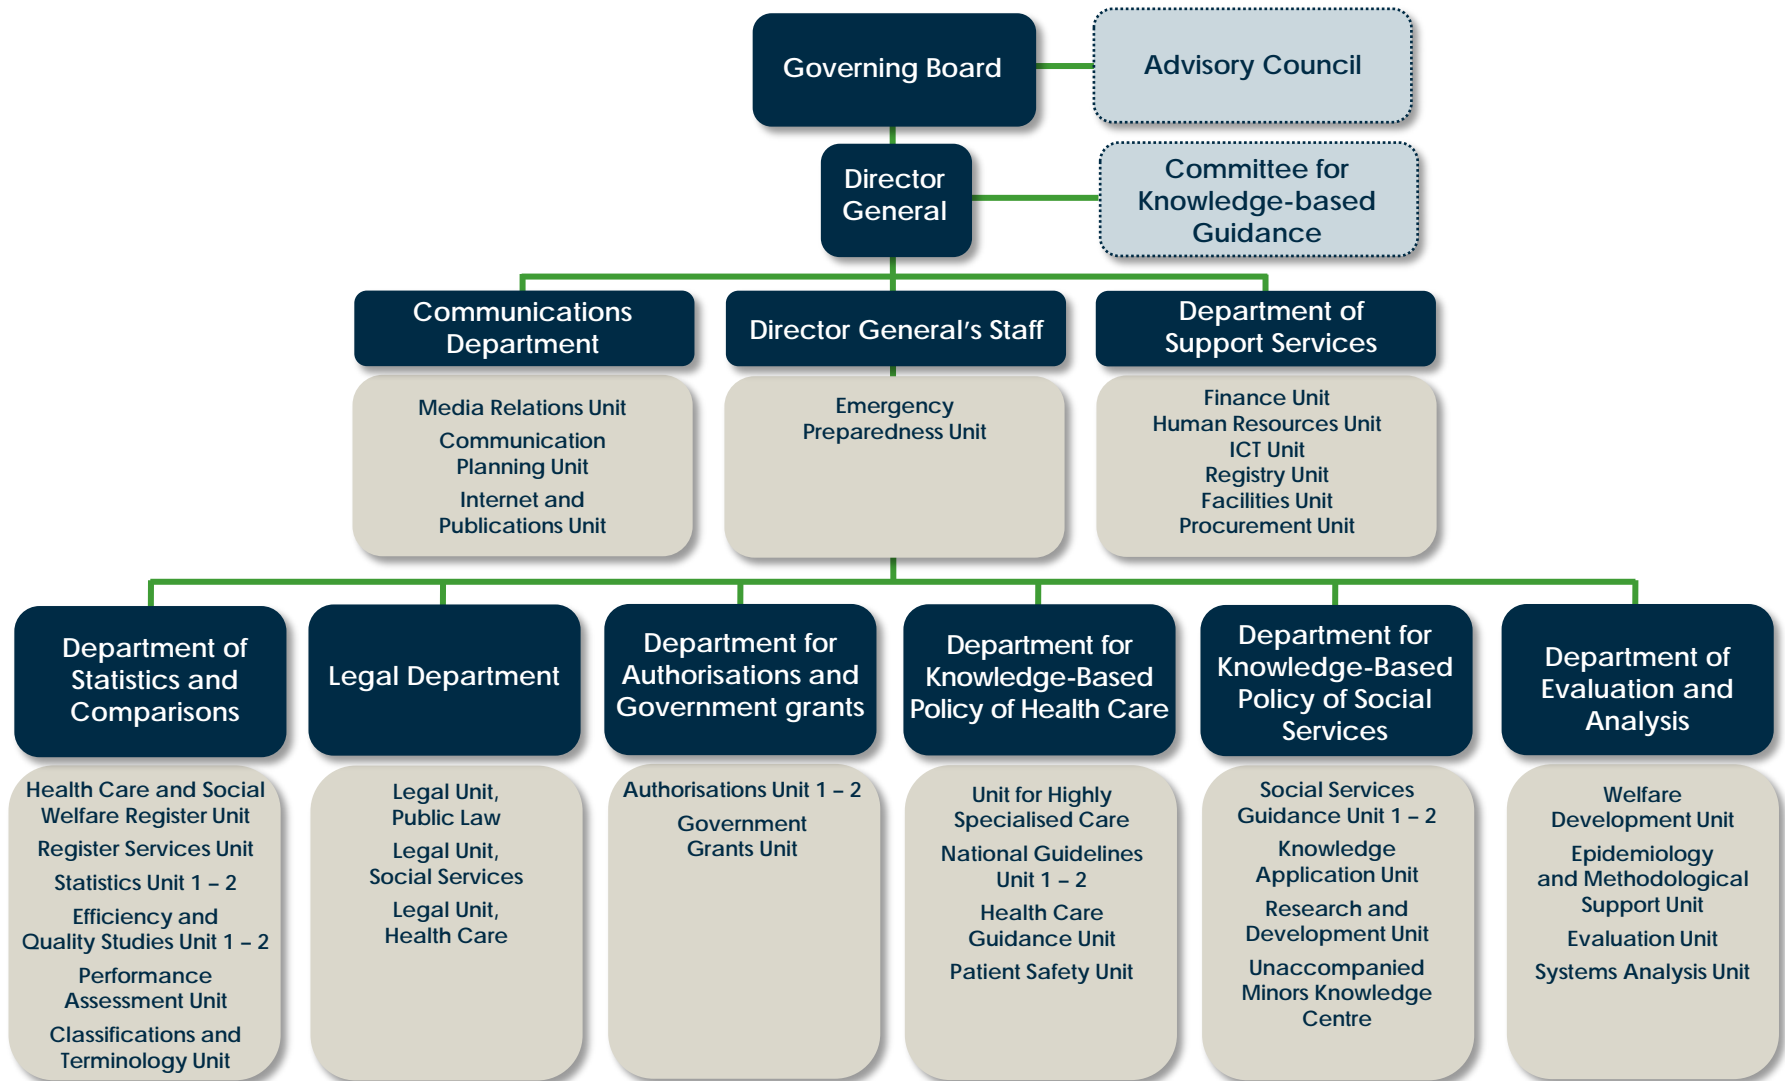 Governing Board
Advisory Council
Director
General
Committee for
Knowledge-based
Guidance
Communications
Department
Director General's Staff
Department of
Support Services
Media Relations Unit
Communication
Planning Unit
Internet and
Publications Unit
Emergency
Preparedness Unit
Finance Unit
Human Resources Unit
ICT Unit
Registry Unit
Facilities Unit
Procurement Unit
Department of
Statistics and
Comparisons
Legal Department
Department for
Authorisations and
Government grants
Department for
Knowledge-Based
Policy of Health Care
Department for
Knowledge-Based
Policy of Social
Services
Department of
Evaluation and
Analysis
Health Care and Social
Welfare Register Unit
Register Services Unit
Statistics Unit 1 – 2
Efficiency and
Quality Studies Unit 1 – 2
Performance
Assessment Unit
Classifications and
Terminology Unit
Legal Unit,
Public Law
Legal Unit,
Social Services
Legal Unit,
Health Care
Authorisations Unit 1 – 2
Government
Grants Unit
Unit for Highly
Specialised Care
National Guidelines
Unit 1 – 2
Health Care
Guidance Unit
Patient Safety Unit
Social Services
Guidance Unit 1 – 2
Knowledge
Application Unit
Research and
Development Unit
Unaccompanied
Minors Knowledge
Centre
Welfare
Development Unit
Epidemiology
and Methodological
Support Unit
Evaluation Unit
Systems Analysis Unit